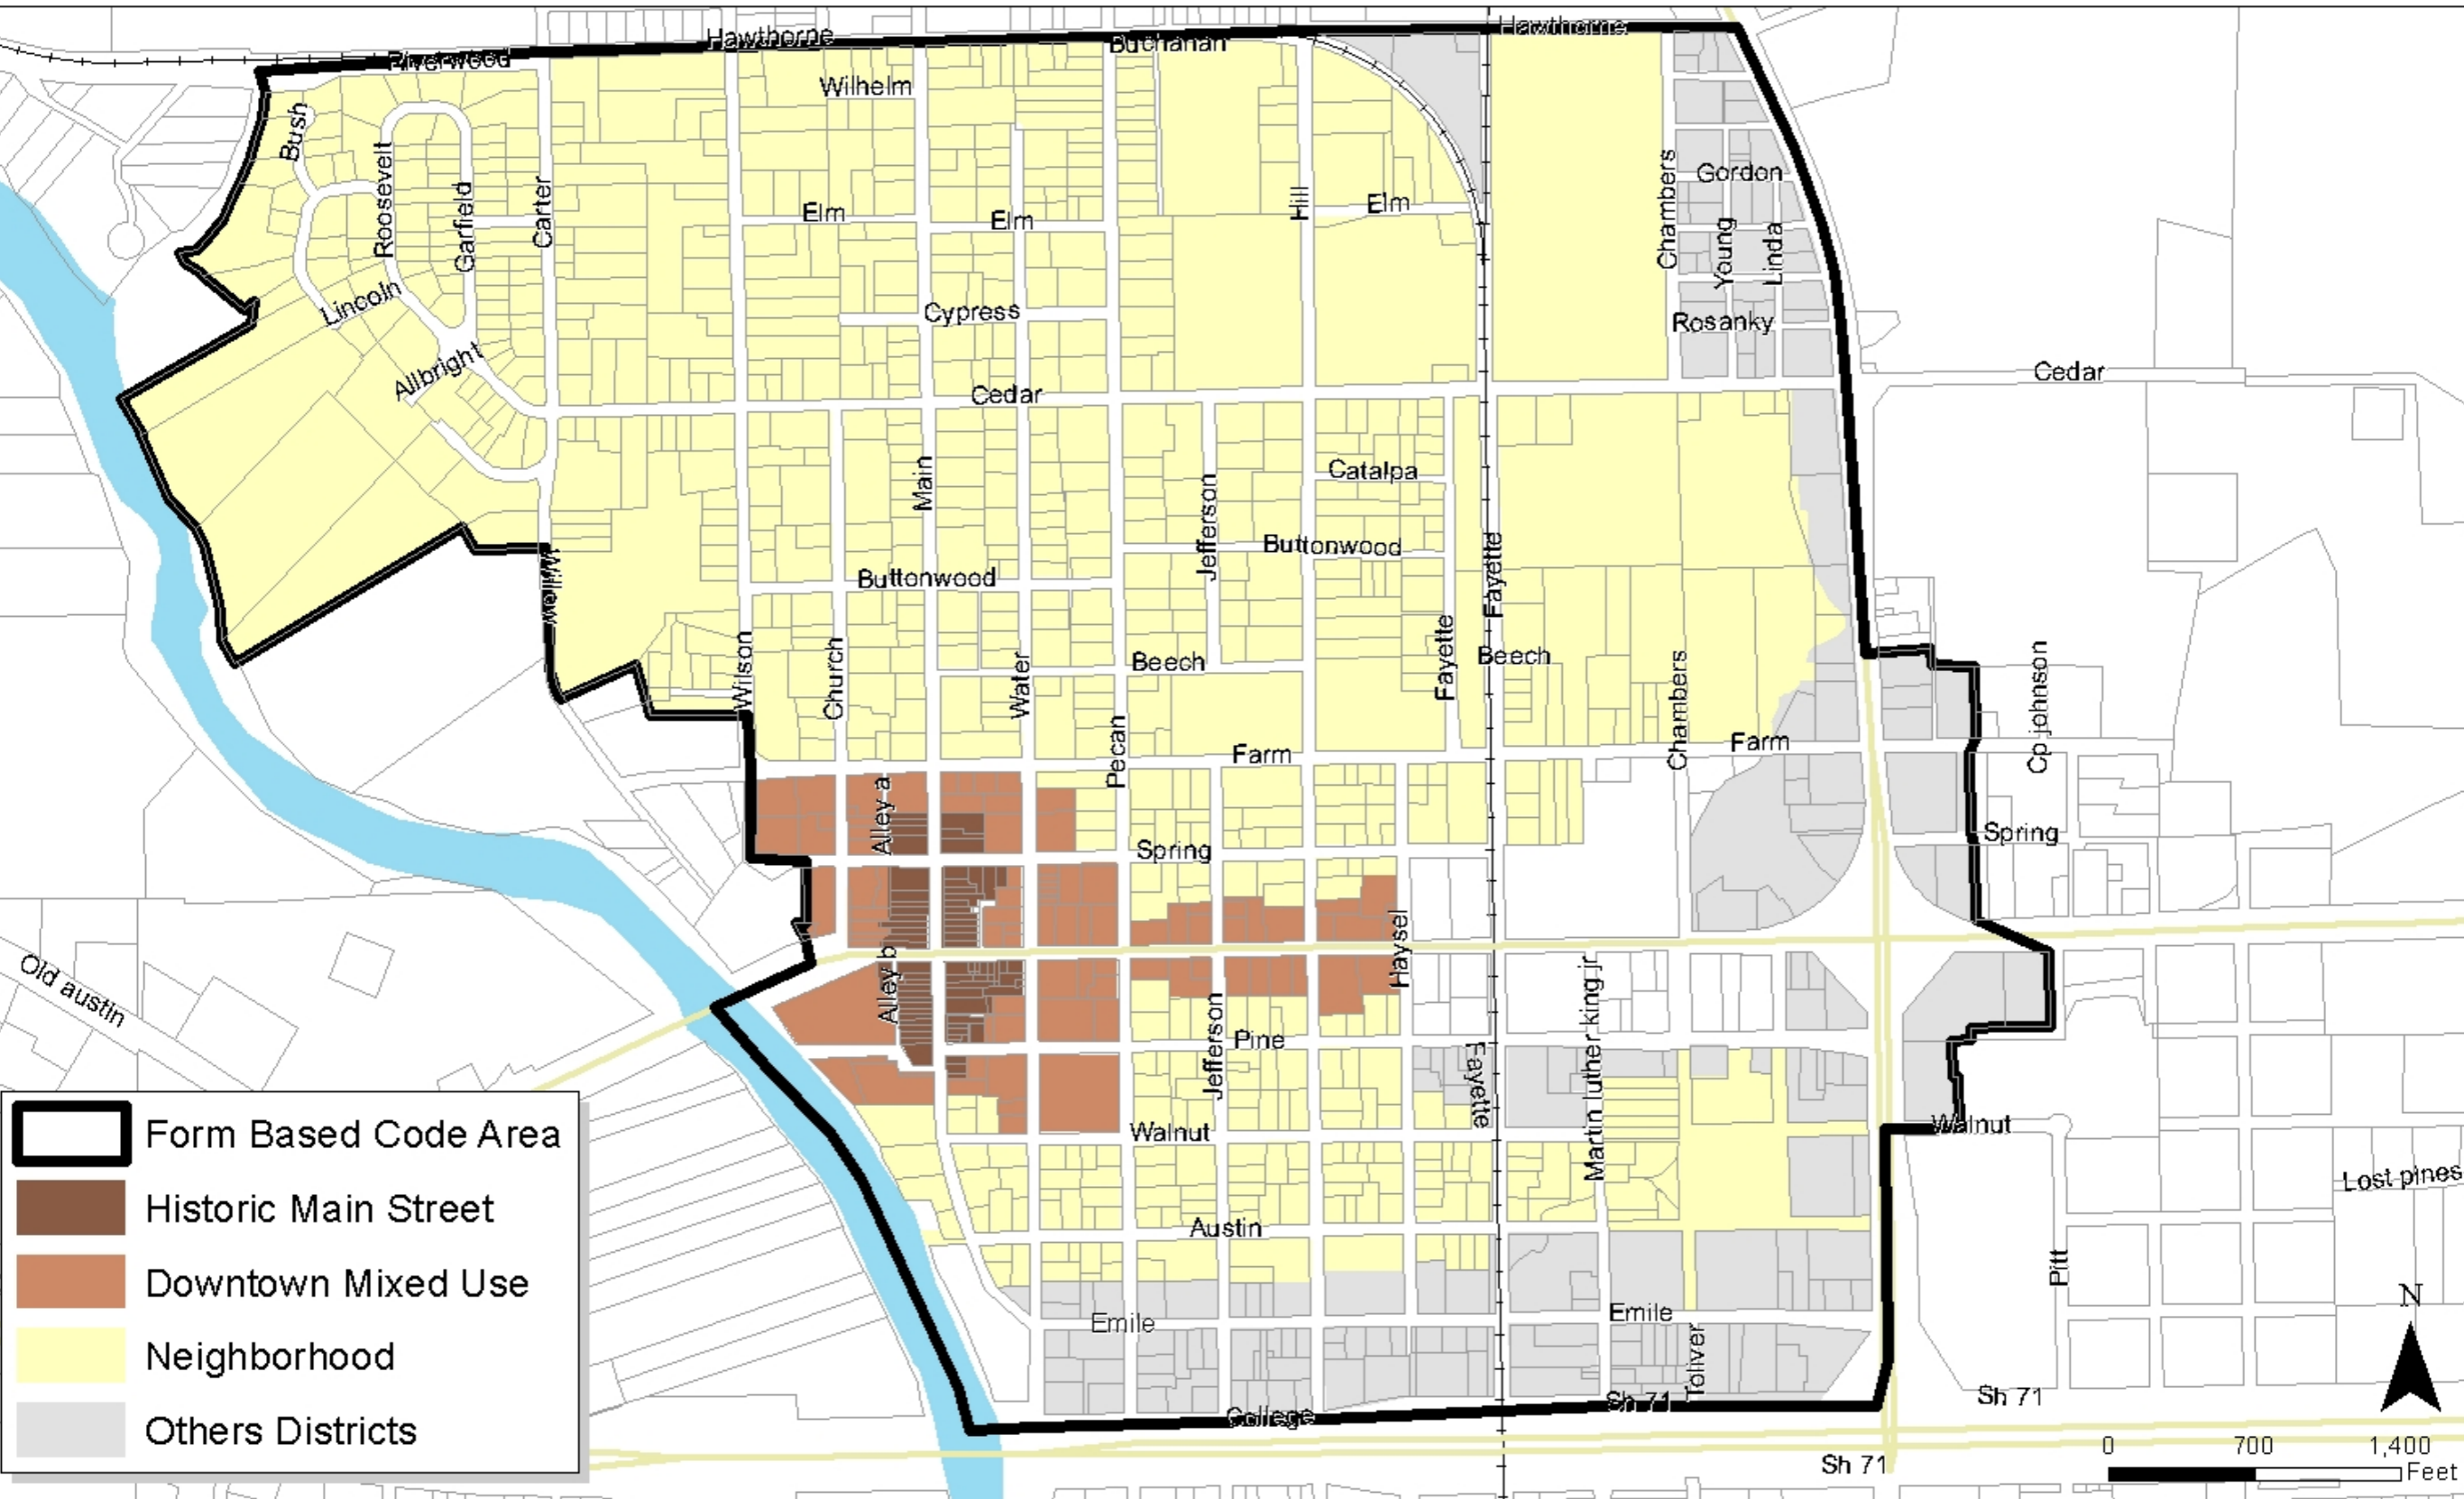 Hawthorne
Hawthorne
Buchanan
Riverwood
Wilhelm
Bush
Roosevelt
Garfield
Carter
Gordon
Chambers
Young
Linda
Elm
Elm
Hill
Elm
Lincoln
Cypress
Rosanky
Allbright
Cedar
Cedar
Main
Catalpa
Jefferson
Buttonwood
Buttonwood
Willow
Fayette
Fayette
Wilson
Church
Water
Beech
Beech
Chambers
Cp johnson
Pecan
Farm
Farm
Alley a
Spring
Spring
Haysel
Old austin
Alley b
Jefferson
Pine
Fayette
Martin luther king jr
Walnut
Walnut
Lost pines
Austin
Pitt
Emile
Emile
Toliver
College
Sh 71
Sh 71
Sh 71
Form Based Code Area
Historic Main Street
Downtown Mixed Use
Neighborhood
Others Districts
N
0 700 1,400
Feet